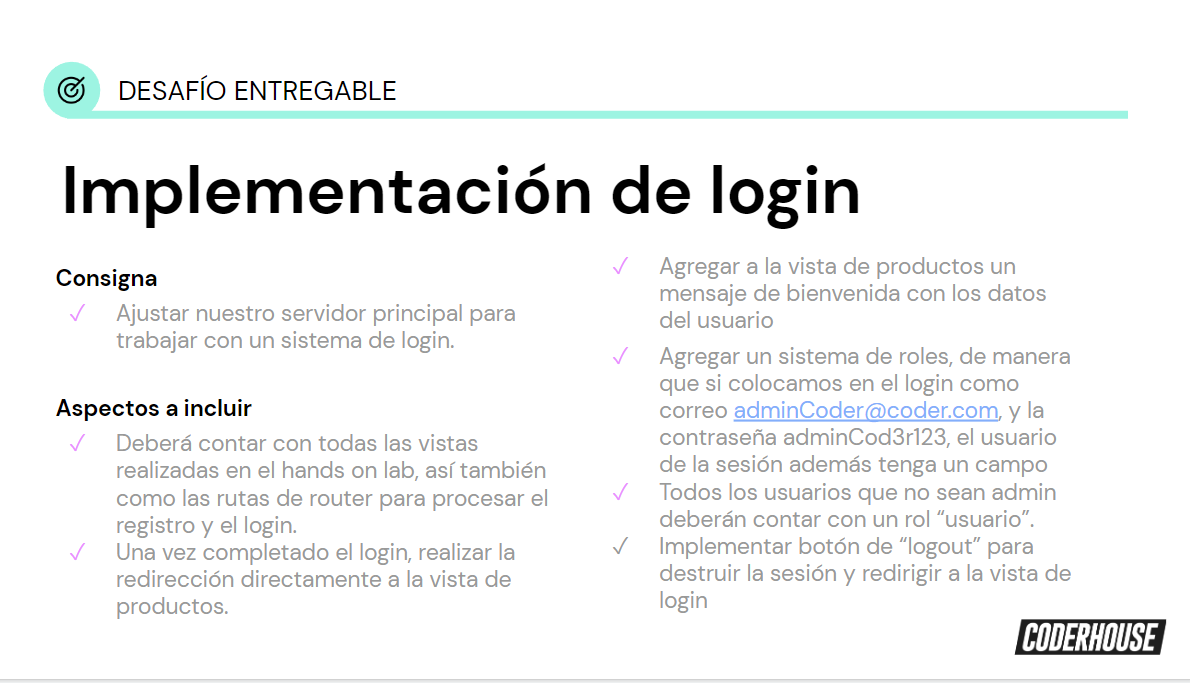 DESAFÍO ENTREGABLE
Implementación de login
Consigna
✓ Ajustar nuestro servidor principal para
trabajar con un sistema de login.
Aspectos a incluir
✓ Deberá contar con todas las vistas
realizadas en el hands on lab, así también
como las rutas de router para procesar el
registro y el login.
✓ Una vez completado el login, realizar la
redirección directamente a la vista de
productos.
✓ Agregar a la vista de productos un
mensaje de bienvenida con los datos
del usuario
✓ Agregar un sistema de roles, de manera
que si colocamos en el login como
correo adminCoder@coder.com, y la
contraseña adminCod3r123, el usuario
de la sesión además tenga un campo
✓ Todos los usuarios que no sean admin
deberán contar con un rol “usuario”.
✓ Implementar botón de “logout” para
destruir la sesión y redirigir a la vista de
login
CODERHOUSE